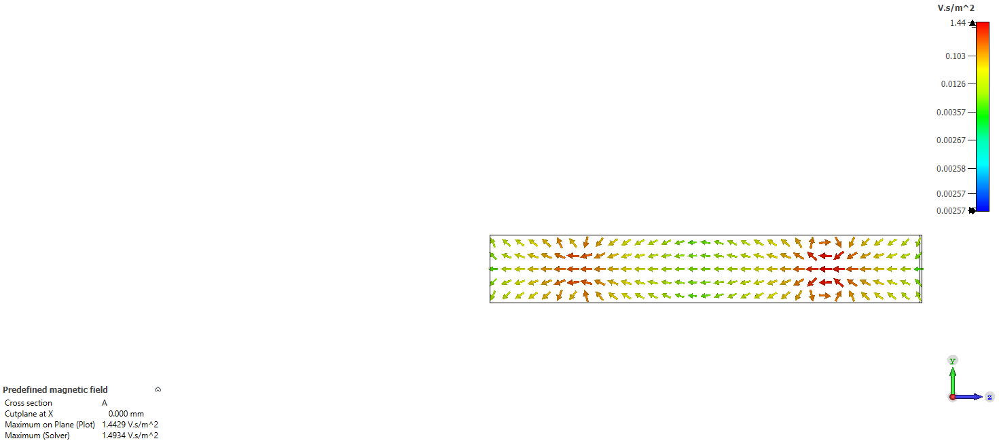 V.s/m^2
1.44
0.103
0.0126
0.00357
0.00267
0.00258
0.00257
0.00257
Y
z
Predefined magnetic field
Cross section A
Cutplane at X 0.000 mm
Maximum on Plane (Plot) 1.4429 V.s/m^2
Maximum (Solver) 1.4934 V.s/m^2